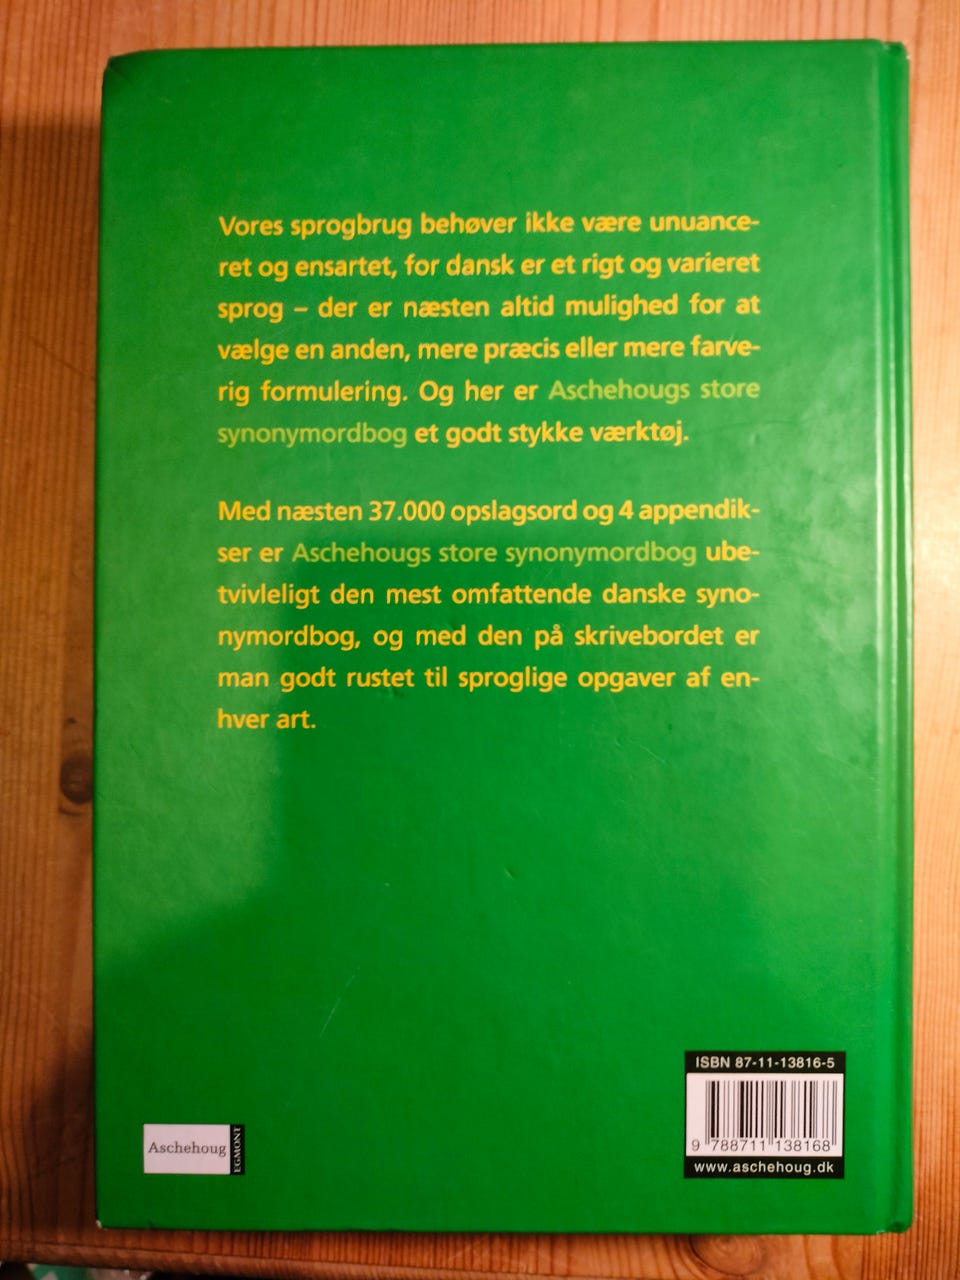 Vores sprogbrug behøver ikke være unuance-
ret og ensartet, for dansk er et rigt og varieret
sprog – der er næsten altid mulighed for at
vælge en anden, mere præcis eller mere farve-
rig formulering. Og her er Aschehougs store
synonymordbog et godt stykke værktøj.
Med næsten 37.000 opslagsord og 4 appendik-
ser er Aschehougs store synonymordbog ube-
tvivleligt den mest omfattende danske syno-
nymordbog, og med den på skrivebordet er
man godt rustet til sproglige opgaver af en-
hver art.
ISBN 87-11-13816-5
9 788711 138168
www.aschehoug.dk
Aschehoug
EGMONT